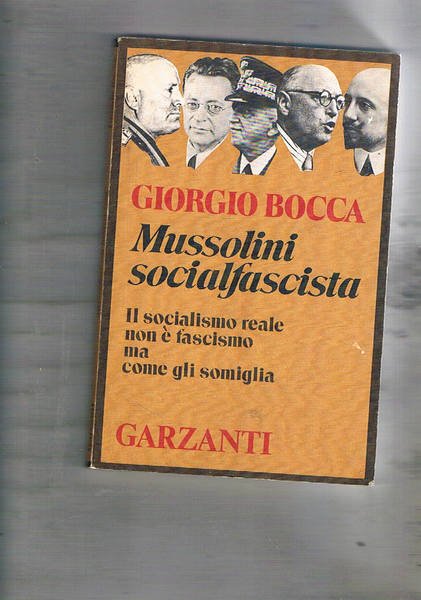 GIORGIO BOCCA
Mussolini
socialfascista
Il socialismo reale
non è fascismo
ma
come gli somiglia
GARZANTI